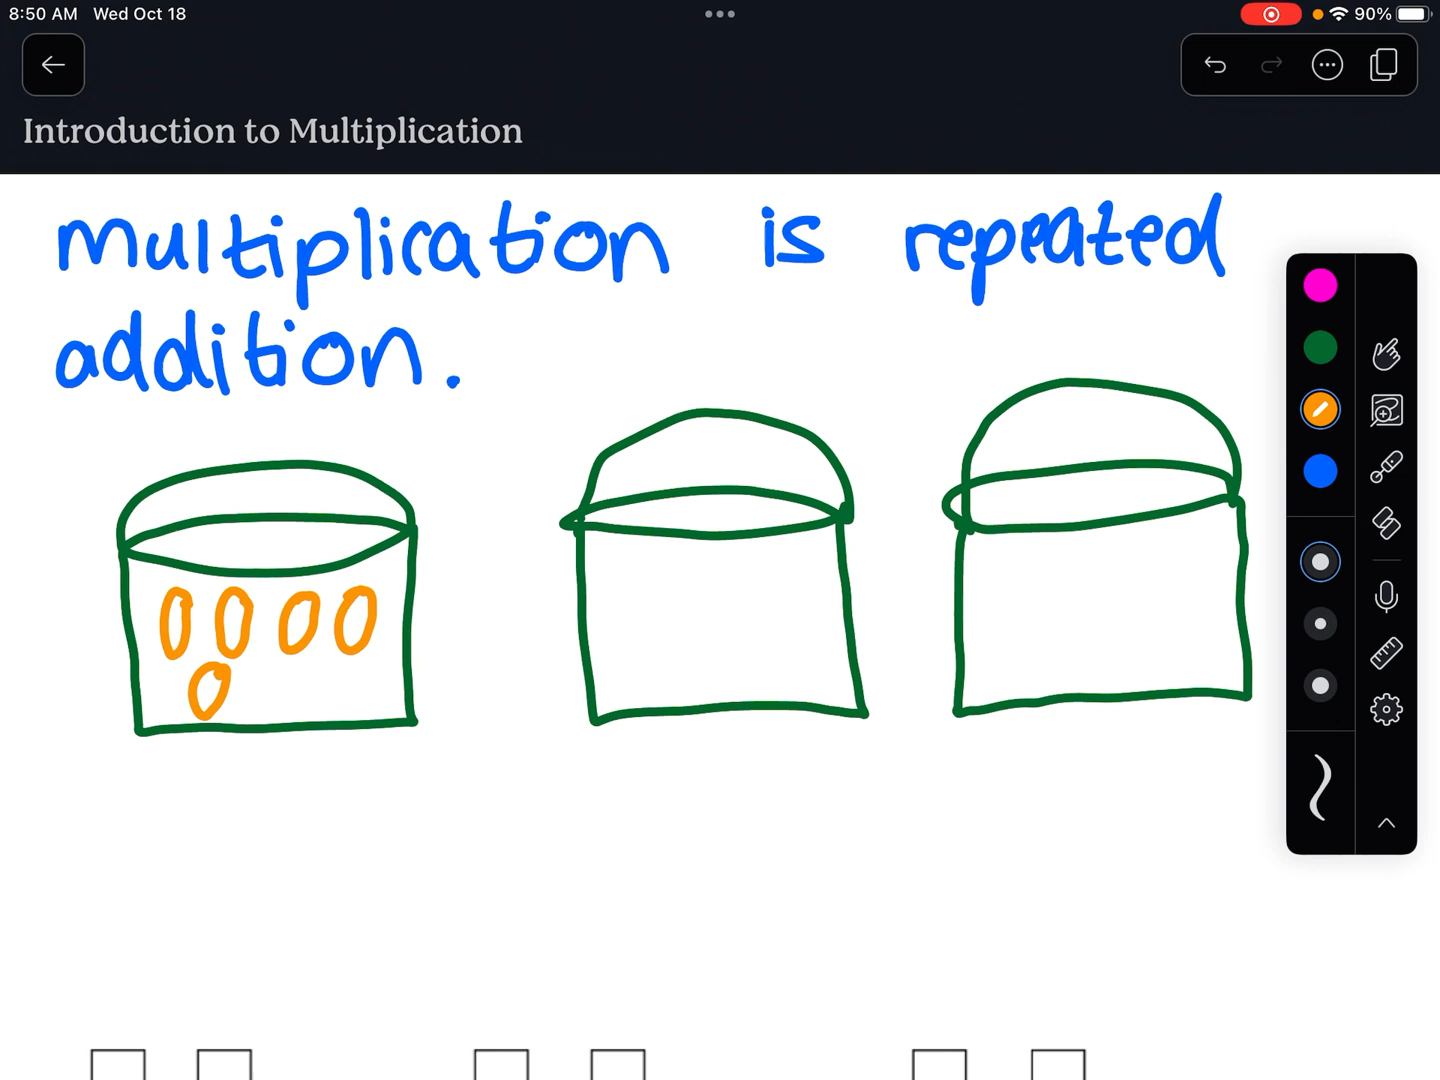 8:50 AM Wed Oct 18
90%
Introduction to Multiplication
multiplication is repeated
addition.